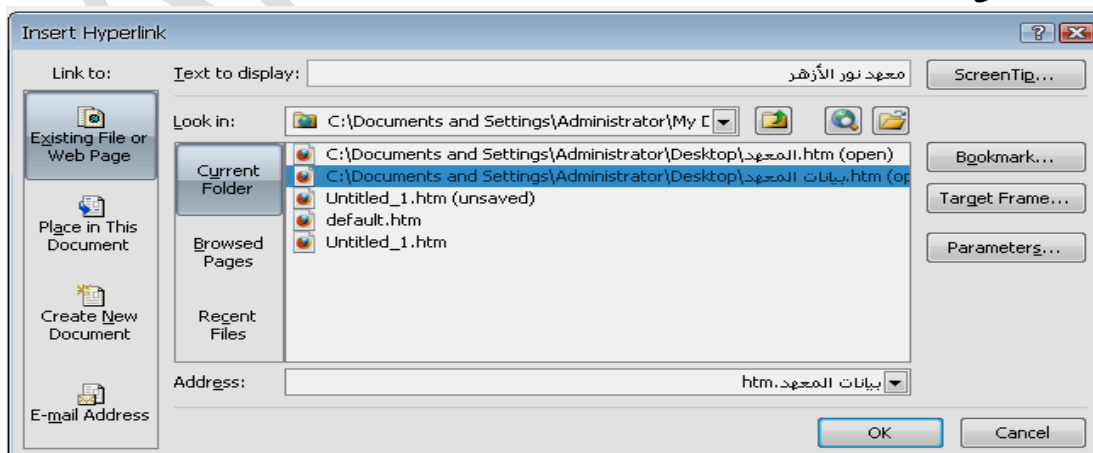 Insert Hyperlink
Link to:
Text to display:
معهد نور الأزهر
ScreenTip...
Existing File or
Web Page
Look in:
C:\Documents and Settings\Administrator\My D
Current
Folder
C:\Documents and Settings\Administrator\Desktop\المعهد.htm (open)
C:\Documents and Settings\Administrator\Desktop\بيانات المعهد.htm (op
Untitled_1.htm (unsaved)
default.htm
Untitled_1.htm
Bookmark...
Target Frame...
Parameters...
Place in This
Document
Browsed
Pages
Create New
Document
Recent
Files
E-mail Address
Address:
بيانات المعهد.htm
OK
Cancel